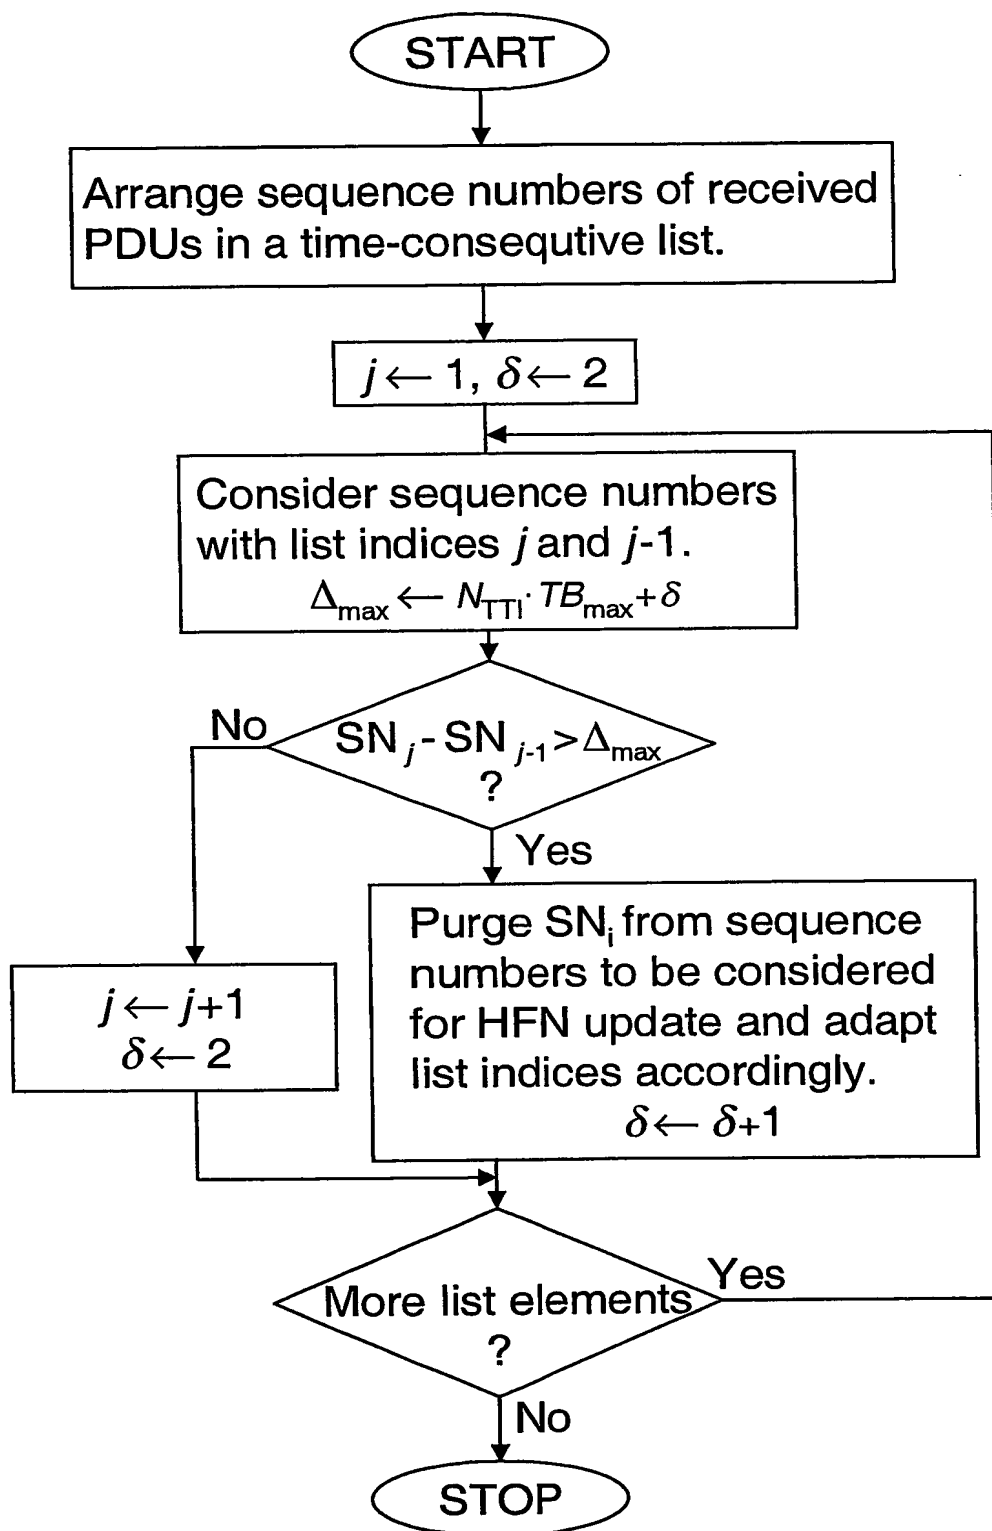 START
Arrange sequence numbers of received
PDUs in a time-consequtive list.
j ← 1, δ ← 2
Consider sequence numbers
with list indices j and j-1.
Δmax ← NTTI · TBmax+δ
No
SN j - SN j-1 > Δmax
?
Yes
Purge SNi from sequence
numbers to be considered
for HFN update and adapt
list indices accordingly.
δ ← δ+1
j ← j+1
δ ← 2
More list elements
?
Yes
No
STOP